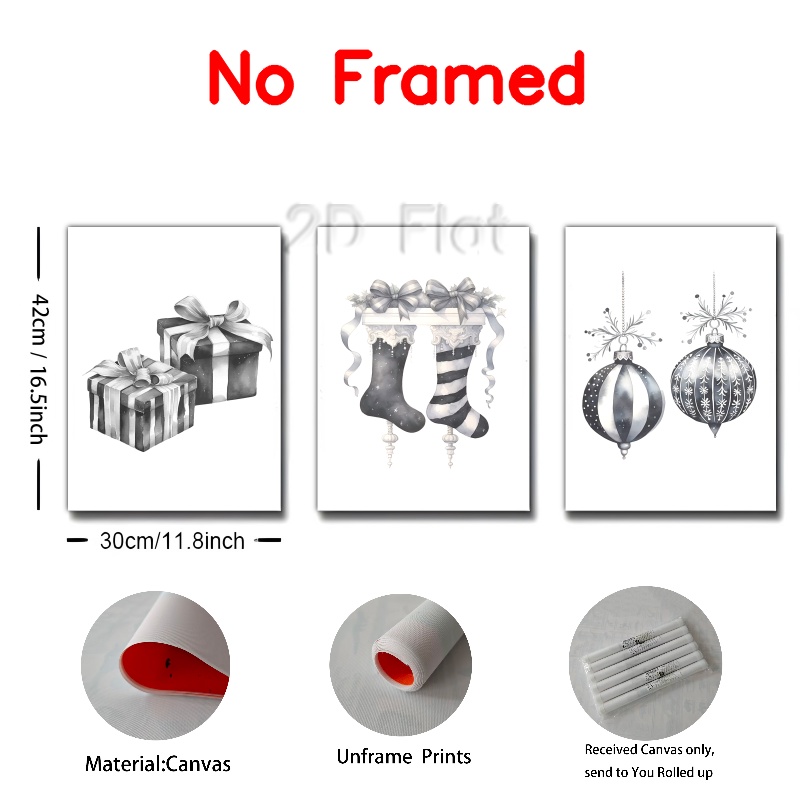 No Framed
2D Flat
42cm / 16.5inch
30cm/11.8inch
Material:Canvas
Unframe Prints
Received Canvas only,
send to You Rolled up